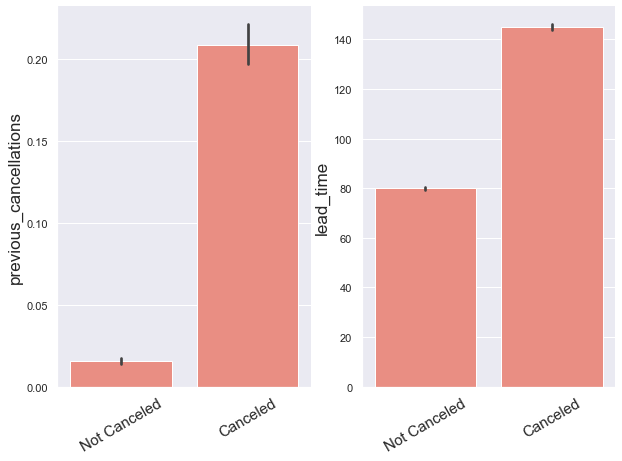 previous_cancellations
0.20
0.15
0.10
0.05
0.00
Not Canceled
Canceled
lead_time
140
120
100
80
60
40
20
0
Not Canceled
Canceled